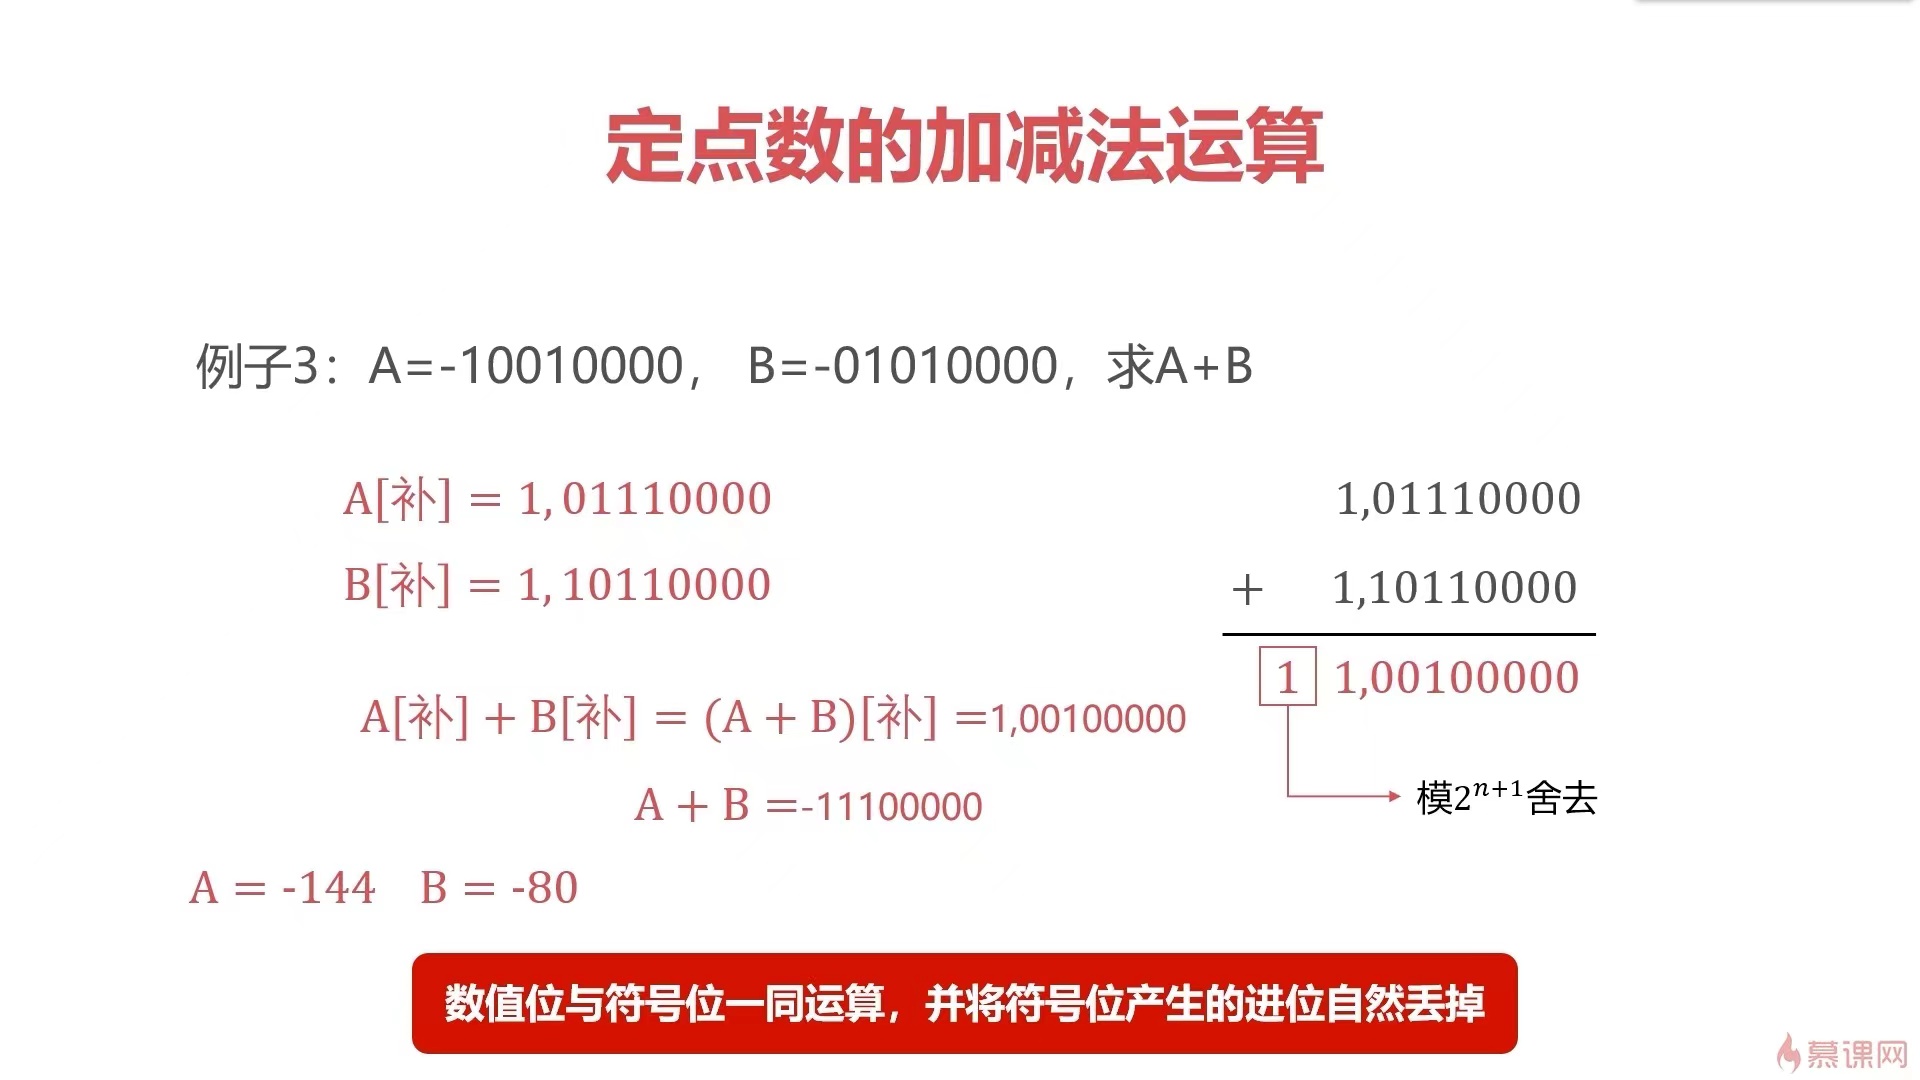 定点数的加减法运算
例子3：A=-10010000， B=-01010000，求A+B
A[补] = 1, 01110000
B[补] = 1, 10110000
A[补] + B[补] = (A + B)[补] =1,00100000
A + B =-11100000
A = -144 B = -80
1,01110000
+ 1,10110000
1 1,00100000
模2ⁿ⁺¹舍去
数值位与符号位一同运算，并将符号位产生的进位自然丢掉
慕课网